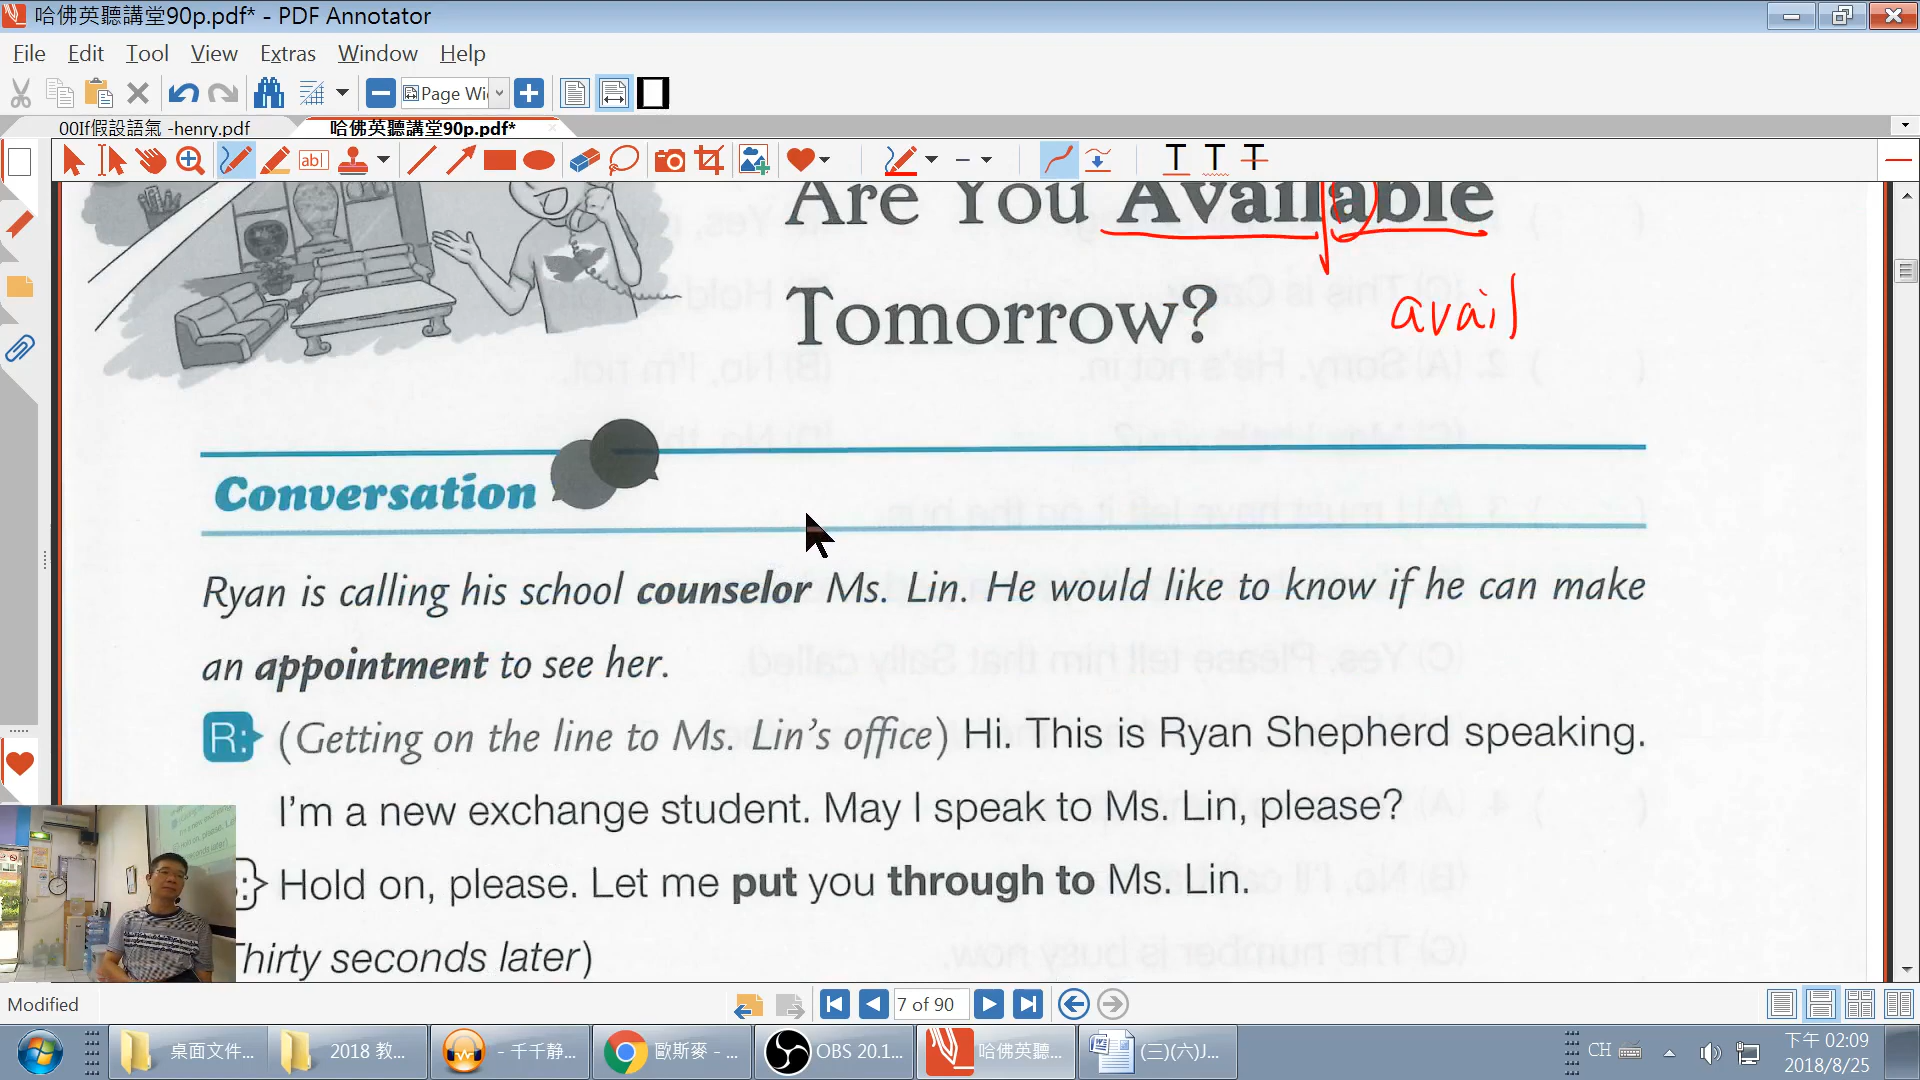 哈佛英聽講堂90p.pdf* - PDF Annotator
File Edit Tool View Extras Window Help
Page Wi
00If假設語氣 -henry.pdf 哈佛英聽講堂90p.pdf*
ab
T T T
Are You Available
Tomorrow?
avail
Conversation
Ryan is calling his school counselor Ms. Lin. He would like to know if he can make
an appointment to see her.
R: (Getting on the line to Ms. Lin's office) Hi. This is Ryan Shepherd speaking.
I'm a new exchange student. May I speak to Ms. Lin, please?
Hold on, please. Let me put you through to Ms. Lin.
Thirty seconds later)
Modified
7 of 90
桌面文件... 2018 教... - 千千静... 歐斯麥 - ... OBS 20.1... 哈佛英聽... (三)(六)J...
CH
下午 02:09
2018/8/25